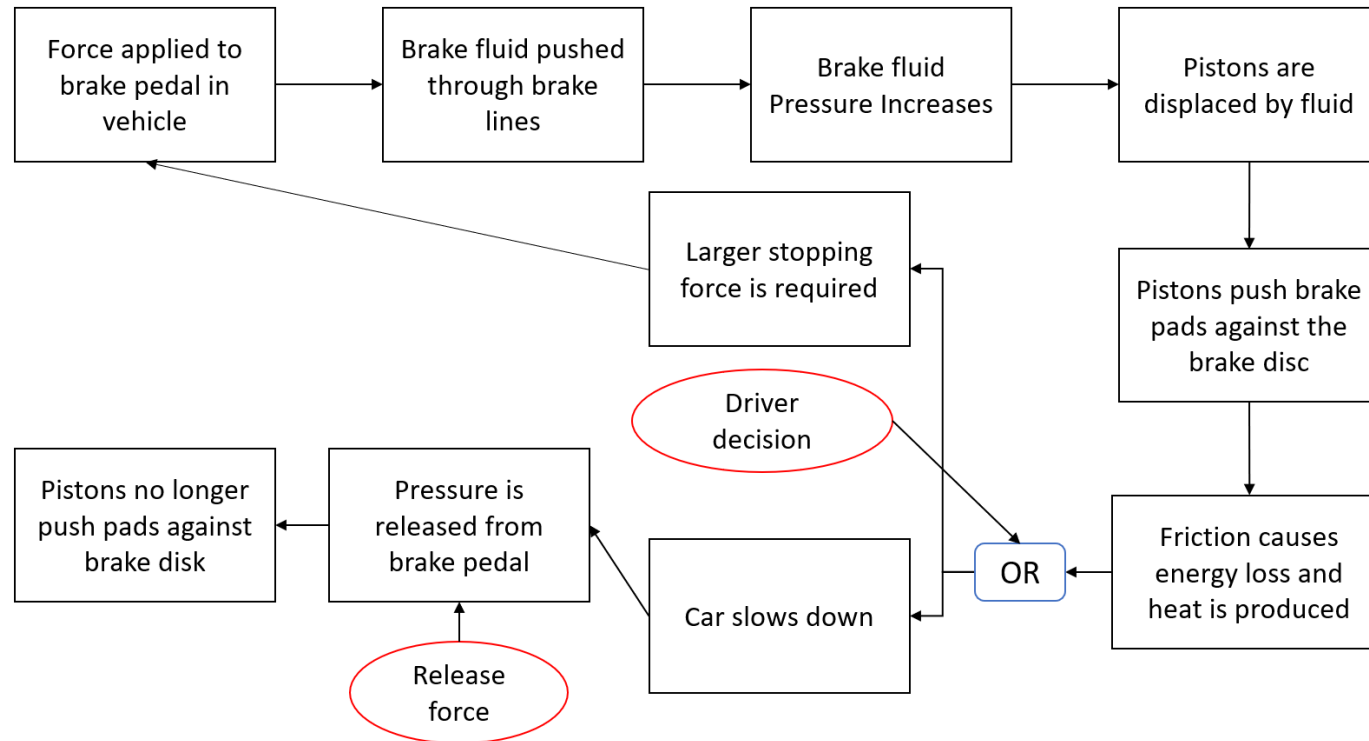 Force applied to
brake pedal in
vehicle
Brake fluid pushed
through brake
lines
Brake fluid
Pressure Increases
Pistons are
displaced by fluid
Larger stopping
force is required
Pistons push brake
pads against the
brake disc
Driver
decision
Pistons no longer
push pads against
brake disk
Pressure is
released from
brake pedal
Car slows down
OR
Friction causes
energy loss and
heat is produced
Release
force